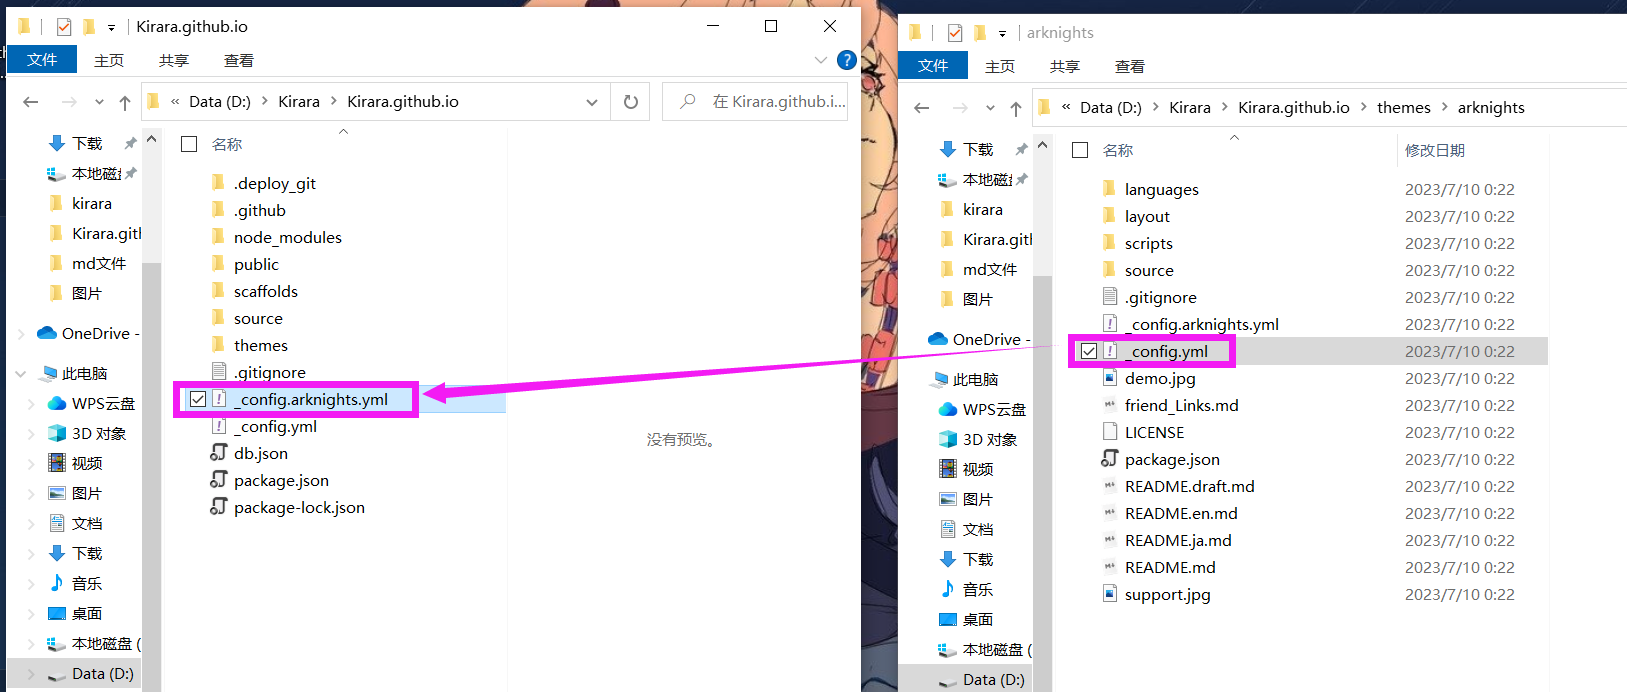 Kirara.github.io
文件 主页 共享 查看
« Data (D:) Kirara Kirara.github.io
在 Kirara.github.i...
下载
本地磁盘
kirara
Kirara.gitl
md文件
图片
OneDrive -
此电脑
WPS云盘
3D 对象
视频
图片
文档
下载
音乐
桌面
本地磁盘 (
Data (D:)
名称
.deploy_git
.github
node_modules
public
scaffolds
source
themes
.gitignore
_config.arknights.yml
_config.yml
db.json
package.json
package-lock.json
没有预览。
arknights
文件 主页 共享 查看
« Data (D:) Kirara Kirara.github.io themes arknights
下载
本地磁盘
kirara
Kirara.gitl
md文件
图片
OneDrive -
此电脑
WPS云盘
3D 对象
视频
图片
文档
下载
音乐
桌面
本地磁盘 (
Data (D:)
名称 修改日期
languages 2023/7/10 0:22
layout 2023/7/10 0:22
scripts 2023/7/10 0:22
source 2023/7/10 0:22
.gitignore 2023/7/10 0:22
_config.arknights.yml 2023/7/10 0:22
_config.yml 2023/7/10 0:22
demo.jpg 2023/7/10 0:22
friend_Links.md 2023/7/10 0:22
LICENSE 2023/7/10 0:22
package.json 2023/7/10 0:22
README.draft.md 2023/7/10 0:22
README.en.md 2023/7/10 0:22
README.ja.md 2023/7/10 0:22
README.md 2023/7/10 0:22
support.jpg 2023/7/10 0:22